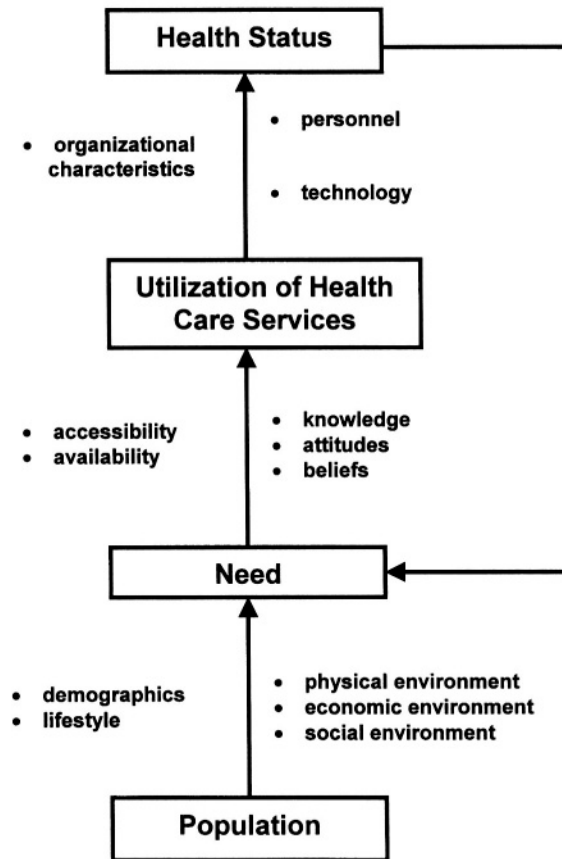 Health Status
• organizational
characteristics
• personnel
• technology
Utilization of Health
Care Services
• accessibility
• availability
• knowledge
• attitudes
• beliefs
Need
• demographics
• lifestyle
• physical environment
• economic environment
• social environment
Population